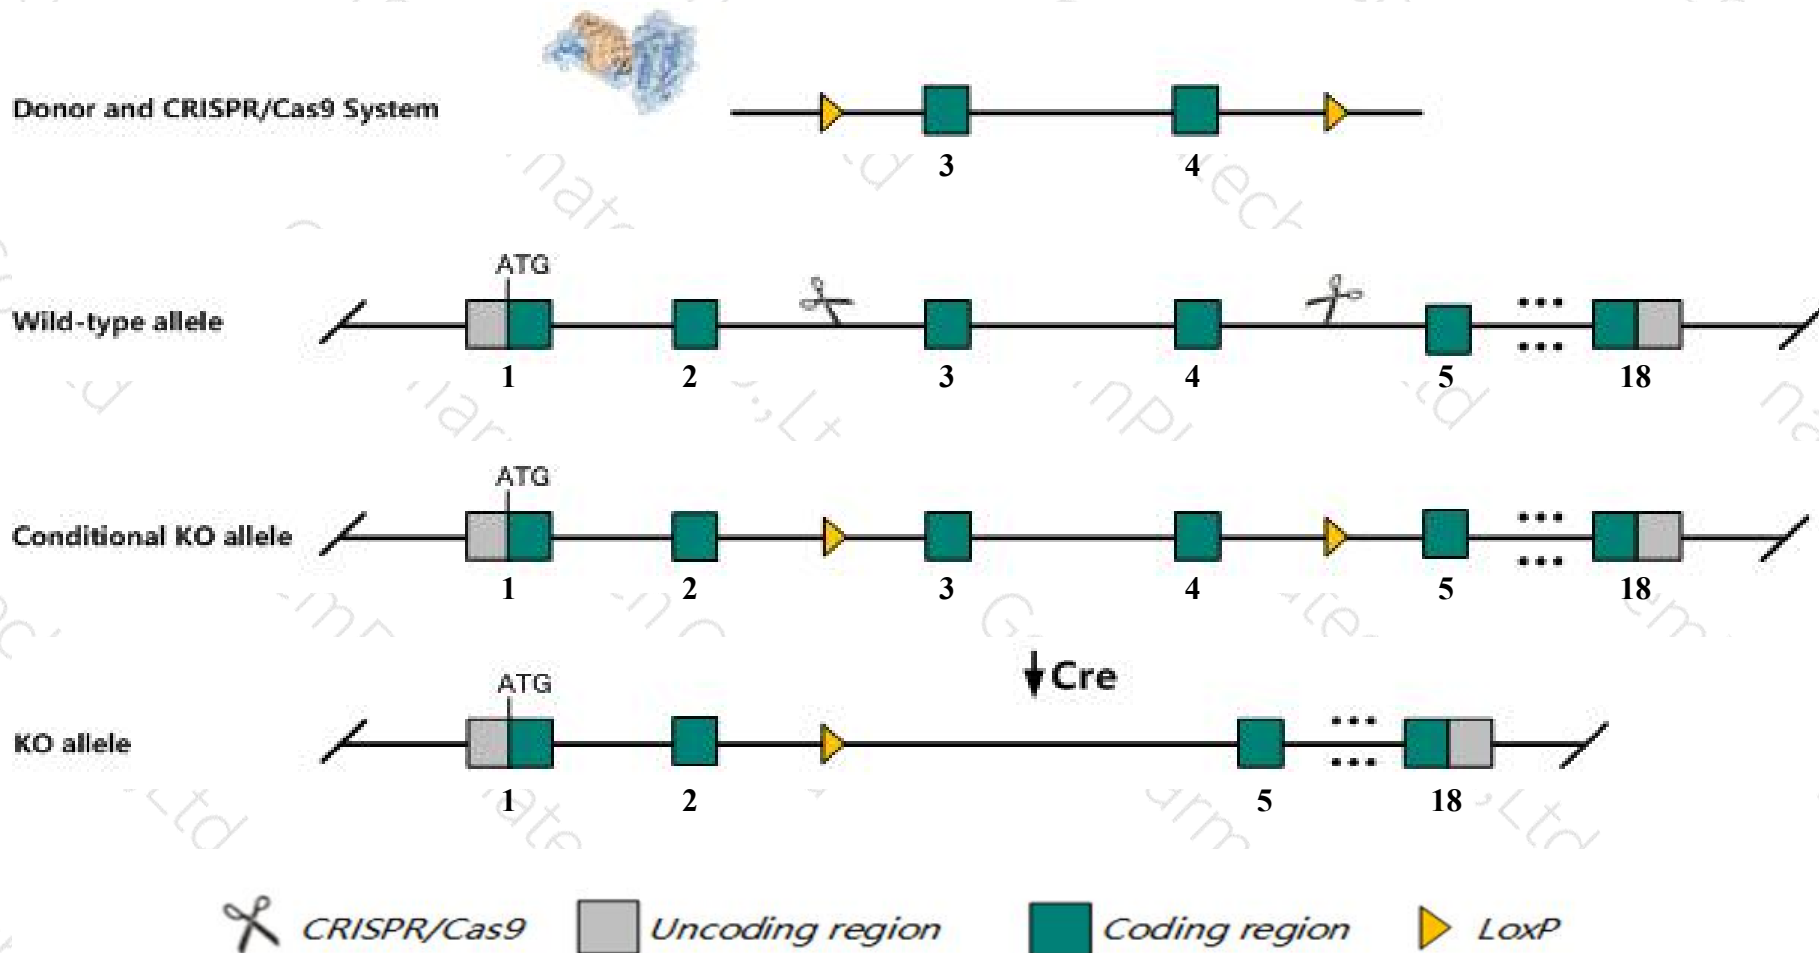 Donor and CRISPR/Cas9 System
3 4
ATG
Wild-type allele
1 2 3 4 5 18
ATG
Conditional KO allele
1 2 3 4 5 18
Cre
ATG
KO allele
1 2 5 18
CRISPR/Cas9 Uncoding region Coding region LoxP